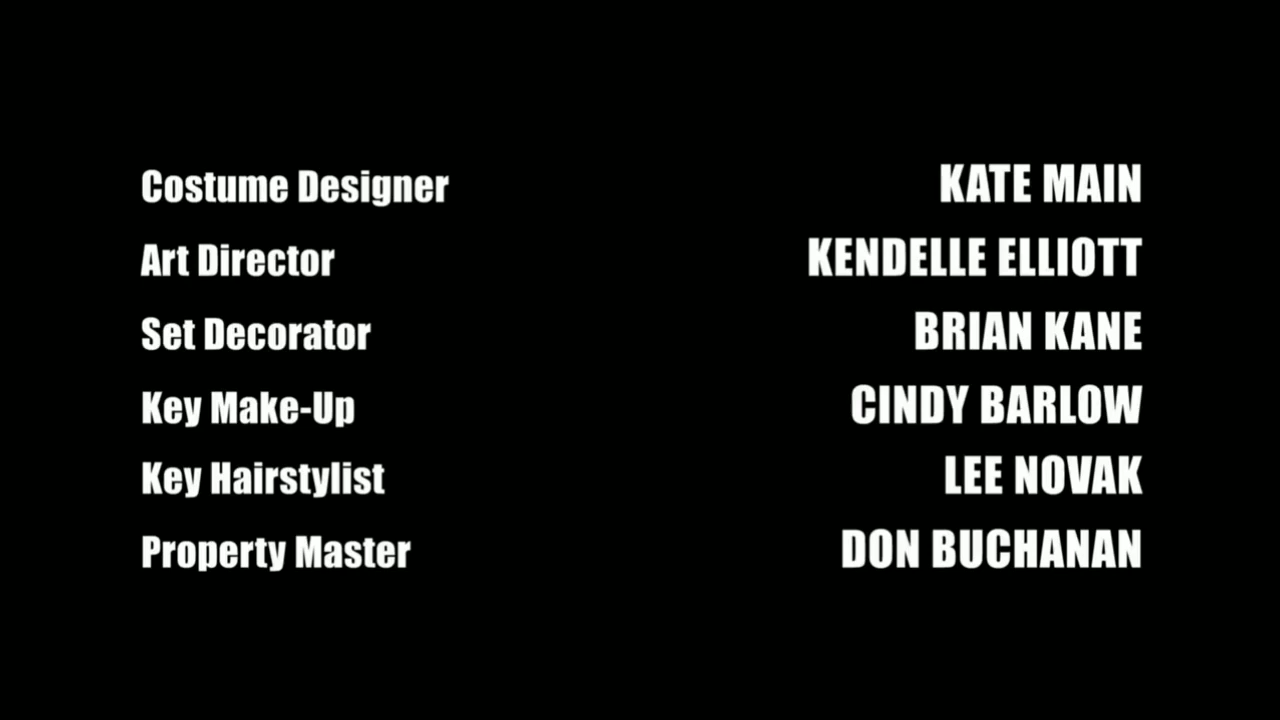 Costume Designer KATE MAIN
Art Director KENDELLE ELLIOTT
Set Decorator BRIAN KANE
Key Make-Up CINDY BARLOW
Key Hairstylist LEE NOVAK
Property Master DON BUCHANAN